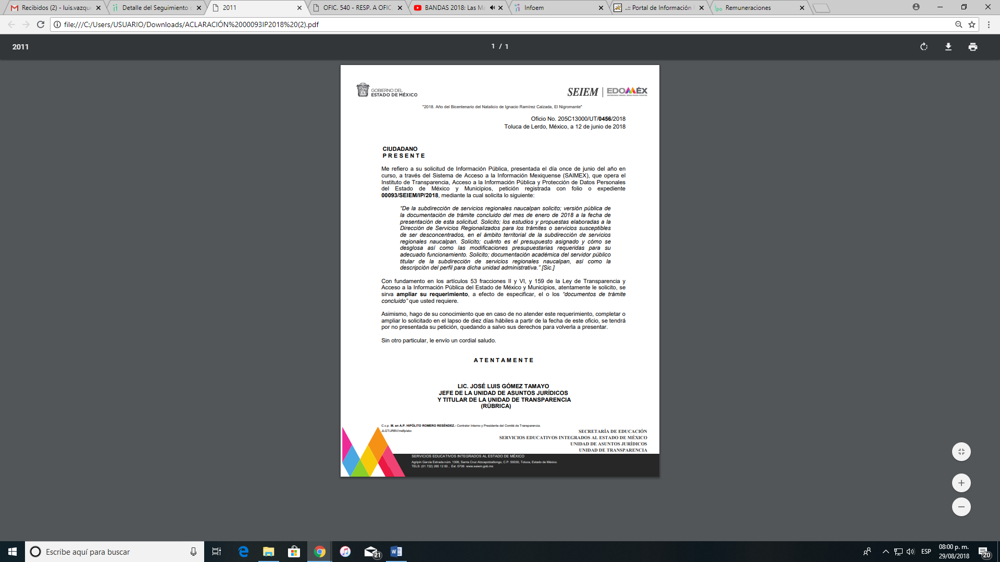 Recibidos (2) - luis.vazque
Detalle del Seguimiento
2011
OFIC. 540 - RESP. A OFIC.
BANDAS 2018: Las Ma
Infoem
..:: Portal de Información
Remuneraciones
file:///C:/Users/USUARIO/Downloads/ACLARACIÓN%2000093IP2018%20(2).pdf
2011
1 / 1
GOBIERNO DEL
ESTADO DE MÉXICO
SEIEM | EDOMÉX
"2018. Año del Bicentenario del Natalicio de Ignacio Ramírez Calzada, El Nigromante"
Oficio No. 205C13000/UT/0456/2018
Toluca de Lerdo, México, a 12 de junio de 2018
CIUDADANO
P R E S E N T E
Me refiero a su solicitud de Información Pública, presentada el día once de junio del año en
curso, a través del Sistema de Acceso a la Información Mexiquense (SAIMEX), que opera el
Instituto de Transparencia, Acceso a la Información Pública y Protección de Datos Personales
del Estado de México y Municipios, petición registrada con folio o expediente
00093/SEIEM/IP/2018, mediante la cual solicita lo siguiente:
“De la subdirección de servicios regionales naucalpan solicito; versión pública de
la documentación de trámite concluido del mes de enero de 2018 a la fecha de
presentación de esta solicitud. Solicito; los estudios y propuestas elaboradas a la
Dirección de Servicios Regionalizados para los trámites o servicios susceptibles
de ser desconcentrados, en el ámbito territorial de la subdirección de servicios
regionales naucalpan. Solicito; cuánto es el presupuesto asignado y cómo se
desglosa así como las modificaciones presupuestarias requeridas para su
adecuado funcionamiento. Solicito; documentación académica del servidor público
titular de la subdirección de servicios regionales naucalpan, así como la
descripción del perfil para dicha unidad administrativa.” [Sic.]
Con fundamento en los artículos 53 fracciones II y VI, y 159 de la Ley de Transparencia y
Acceso a la Información Pública del Estado de México y Municipios, atentamente le solicito, se
sirva ampliar su requerimiento, a efecto de especificar, el o los “documentos de trámite
concluido” que usted requiere.
Asimismo, hago de su conocimiento que en caso de no atender este requerimiento, completar o
ampliar lo solicitado en el lapso de diez días hábiles a partir de la fecha de este oficio, se tendrá
por no presentada su petición, quedando a salvo sus derechos para volverla a presentar.
Sin otro particular, le envío un cordial saludo.
A T E N T A M E N T E
LIC. JOSÉ LUIS GÓMEZ TAMAYO
JEFE DE LA UNIDAD DE ASUNTOS JURÍDICOS
Y TITULAR DE LA UNIDAD DE TRANSPARENCIA
(RÚBRICA)
C.c.p. M. en A.P. HIPÓLITO ROMERO RESÉNDEZ.- Contralor Interno y Presidente del Comité de Transparencia.
JLGT/JRBV/mdfp/ebc
SECRETARÍA DE EDUCACIÓN
SERVICIOS EDUCATIVOS INTEGRADOS AL ESTADO DE MÉXICO
UNIDAD DE ASUNTOS JURÍDICOS
UNIDAD DE TRANSPARENCIA
SERVICIOS EDUCATIVOS INTEGRADOS AL ESTADO DE MÉXICO
Agripín García Estrada núm. 1306, Santa Cruz Atzcapotzaltongo, C.P. 50030, Toluca, Estado de México.
TELS: (01 722) 265 12 00 , Ext. 0706 www.seiem.gob.mx
Escribe aquí para buscar
21
ESP
08:00 p. m.
29/08/2018
20